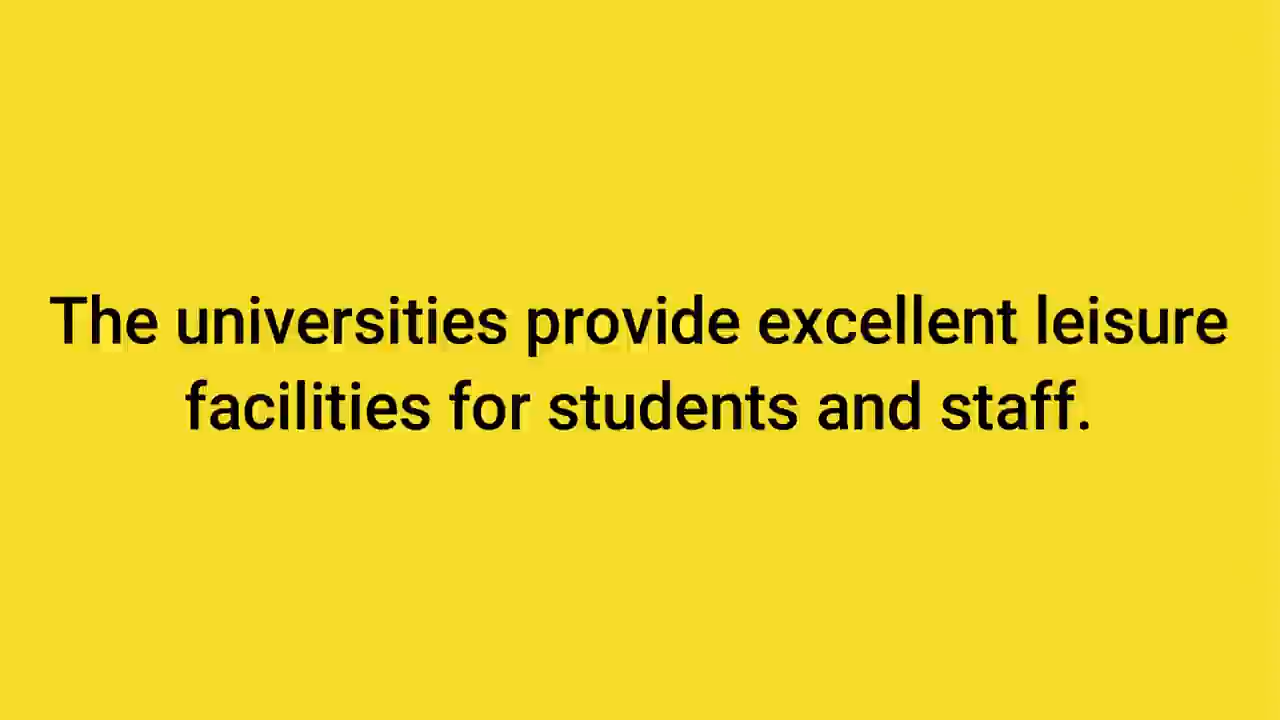 The universities provide excellent leisure
facilities for students and staff.